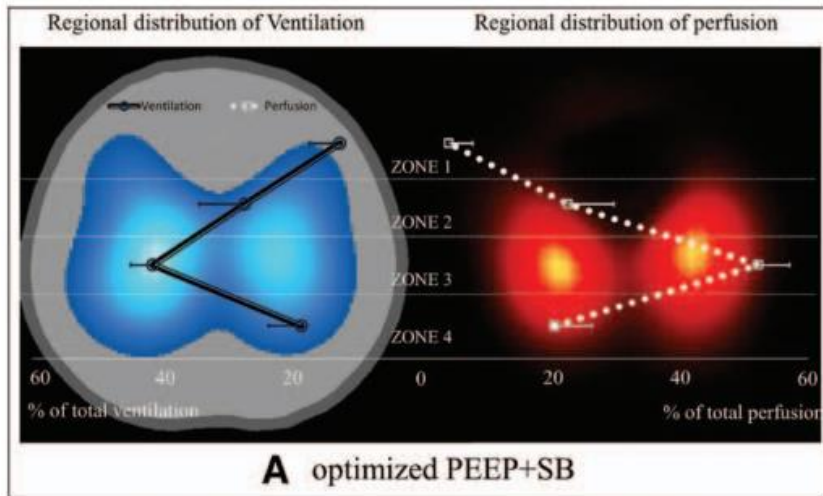 Regional distribution of Ventilation
Regional distribution of perfusion
Ventilation
Perfusion
ZONE 1
ZONE 2
ZONE 3
ZONE 4
60 40 20 0 20 40 60
% of total ventilation
% of total perfusion
A optimized PEEP+SB